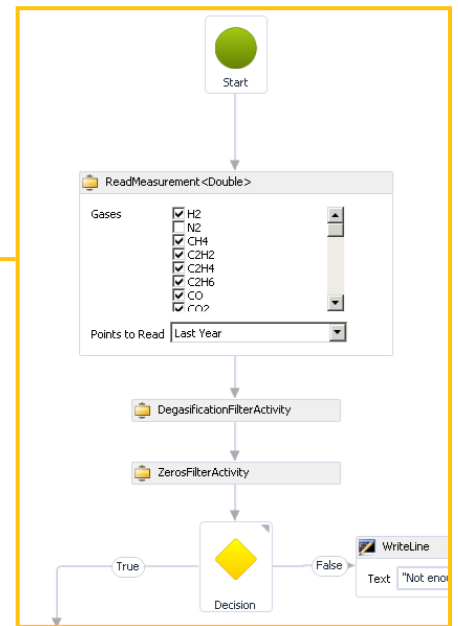 Start
ReadMeasurement<Double>
Gases
H2
N2
CH4
C2H2
C2H4
C2H6
CO
CO2
Points to Read Last Year
DegasificationFilterActivity
ZerosFilterActivity
True
False
Decision
WriteLine
Text "Not enou